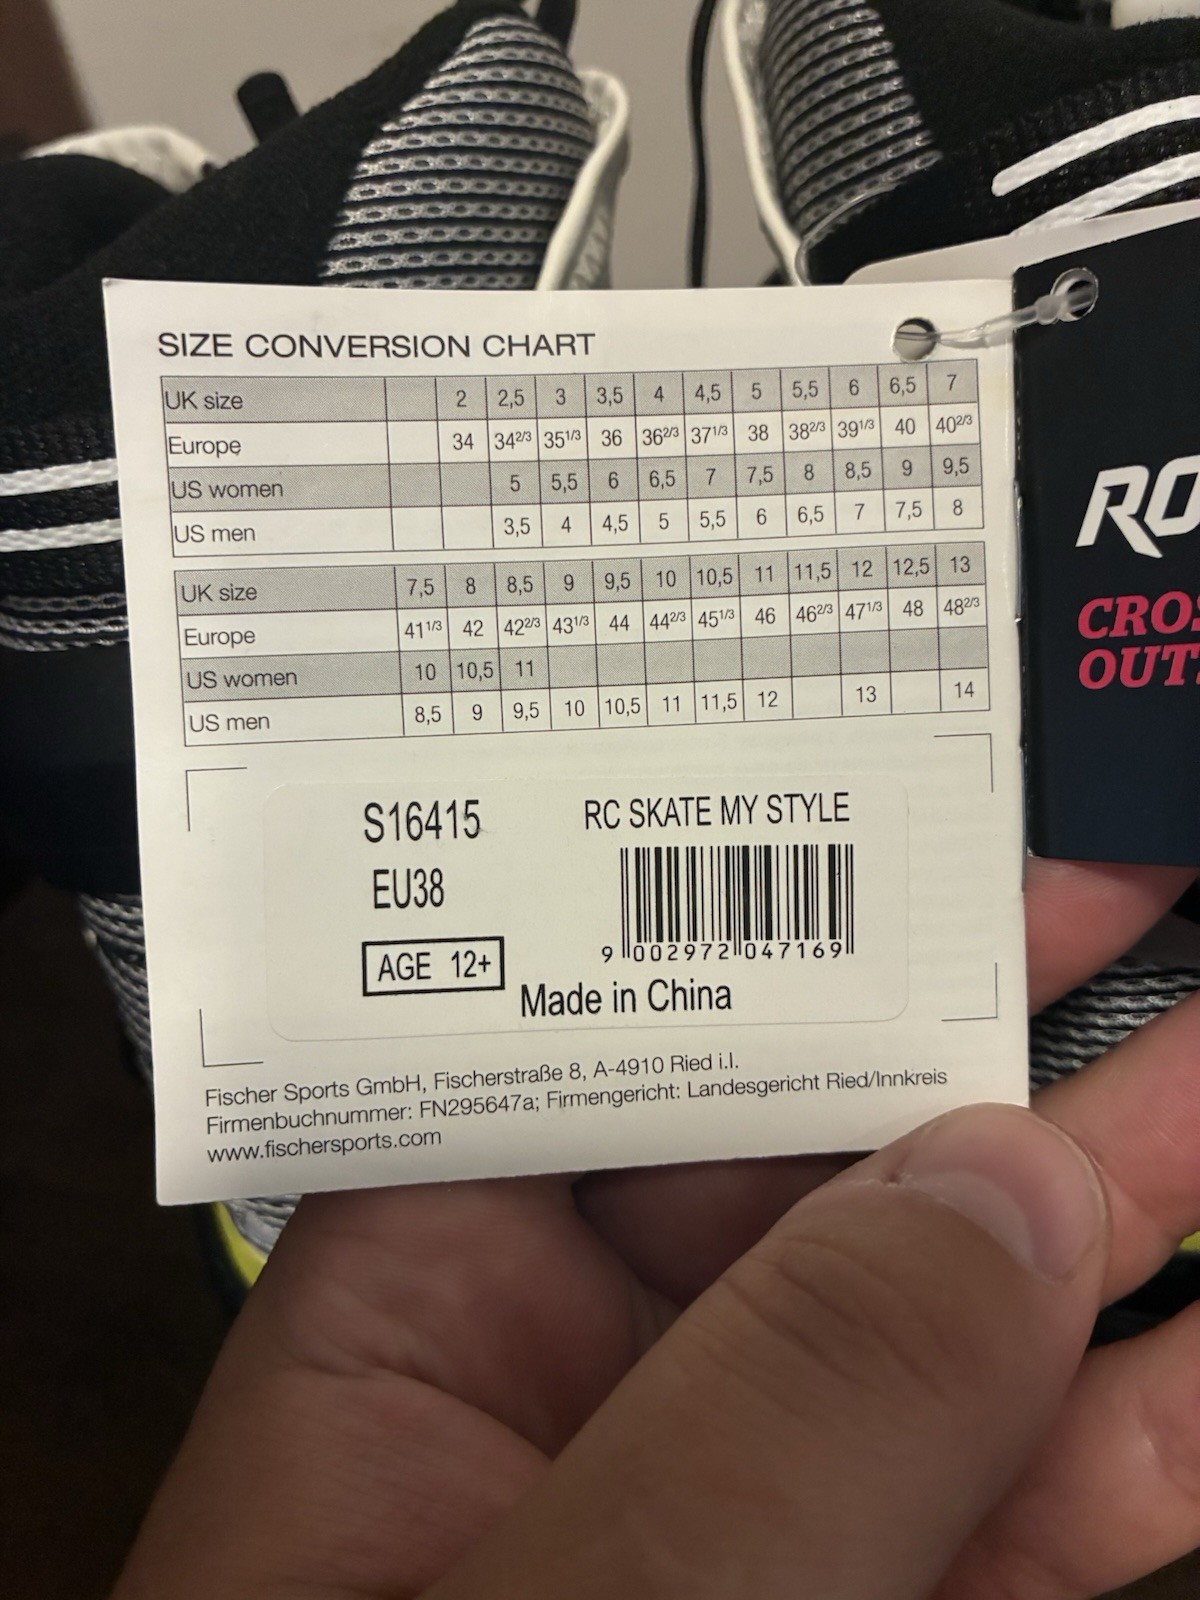 SIZE CONVERSION CHART
UK size 2 2,5 3 3,5 4 4,5 5 5,5 6 6,5 7
Europe 34 34 2/3 35 1/3 36 36 2/3 37 1/3 38 38 2/3 39 1/3 40 40 2/3
US women 5 5,5 6 6,5 7 7,5 8 8,5 9 9,5
US men 3,5 4 4,5 5 5,5 6 6,5 7 7,5 8
UK size 7,5 8 8,5 9 9,5 10 10,5 11 11,5 12 12,5 13
Europe 41 1/3 42 42 2/3 43 1/3 44 44 2/3 45 1/3 46 46 2/3 47 1/3 48 48 2/3
US women 10 10,5 11
US men 8,5 9 9,5 10 10,5 11 11,5 12 13 14
S16415 RC SKATE MY STYLE
EU38
AGE 12+
9 002972 047169
Made in China
Fischer Sports GmbH, Fischerstraße 8, A-4910 Ried i.I.
Firmenbuchnummer: FN295647a; Firmengericht: Landesgericht Ried/Innkreis
www.fischersports.com